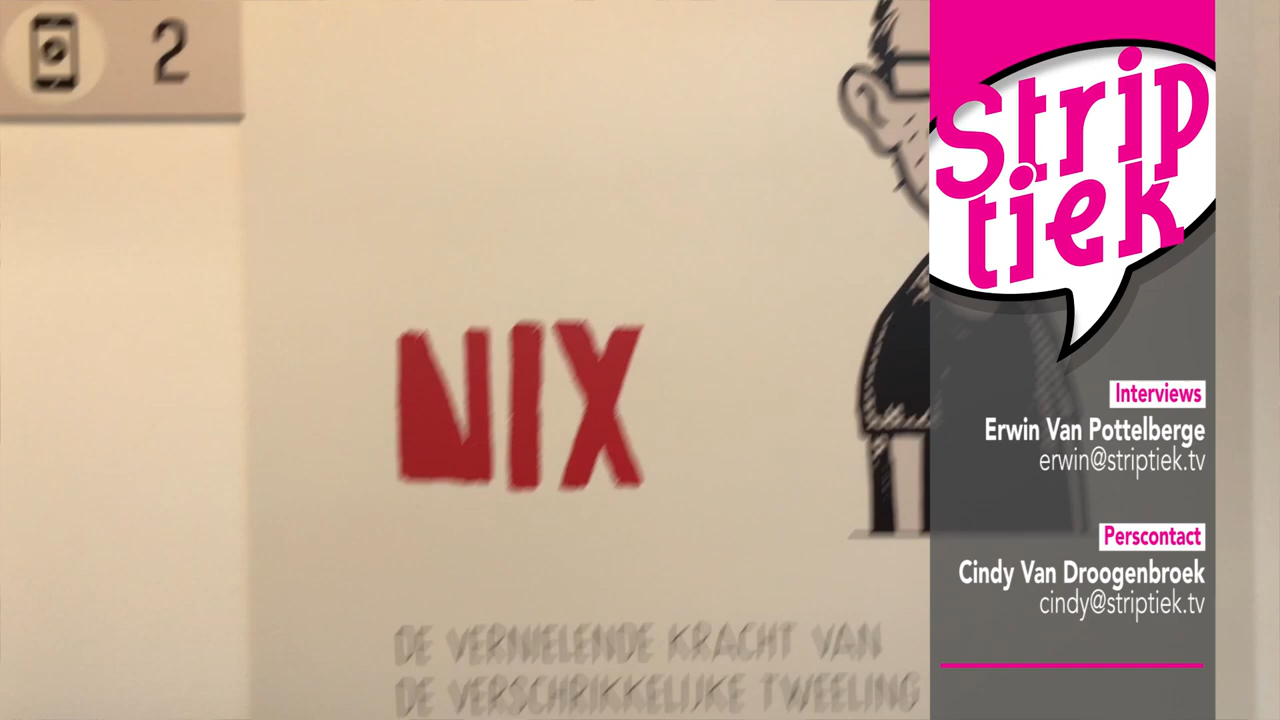 2
NIX
DE VERNIELENDE KRACHT VAN
DE VERSCHRIKKELIJKE TWEELING
Strip
tiek
Interviews
Erwin Van Pottelberge
erwin@striptiek.tv
Perscontact
Cindy Van Droogenbroek
cindy@striptiek.tv